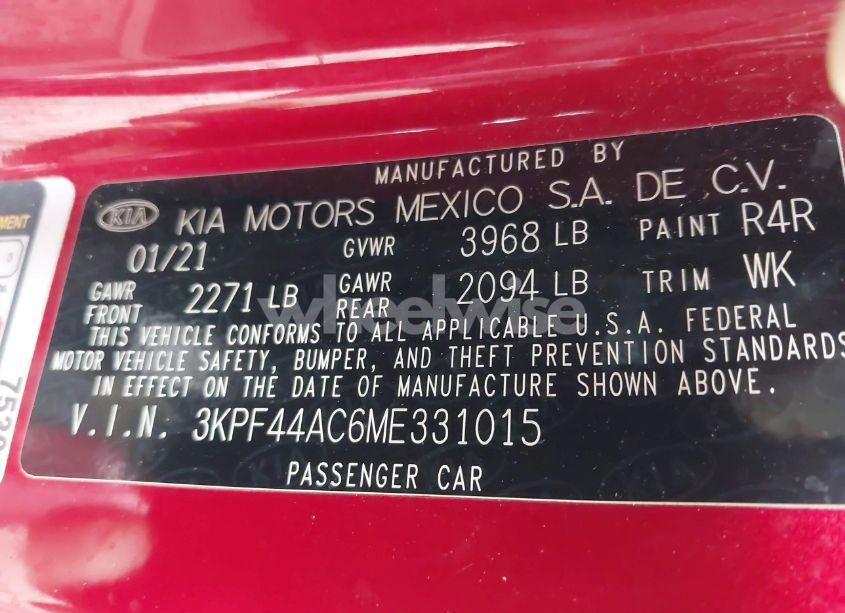 MANUFACTURED BY
KIA KIA MOTORS MEXICO S.A. DE C.V.
01/21 GVWR 3968 LB PAINT R4R
GAWR FRONT 2271 LB GAWR REAR 2094 LB TRIM WK
wheelwise
THIS VEHICLE CONFORMS TO ALL APPLICABLE U.S.A. FEDERAL
MOTOR VEHICLE SAFETY, BUMPER, AND THEFT PREVENTION STANDARDS
IN EFFECT ON THE DATE OF MANUFACTURE SHOWN ABOVE.
V.I.N. 3KPF44AC6ME331015
PASSENGER CAR